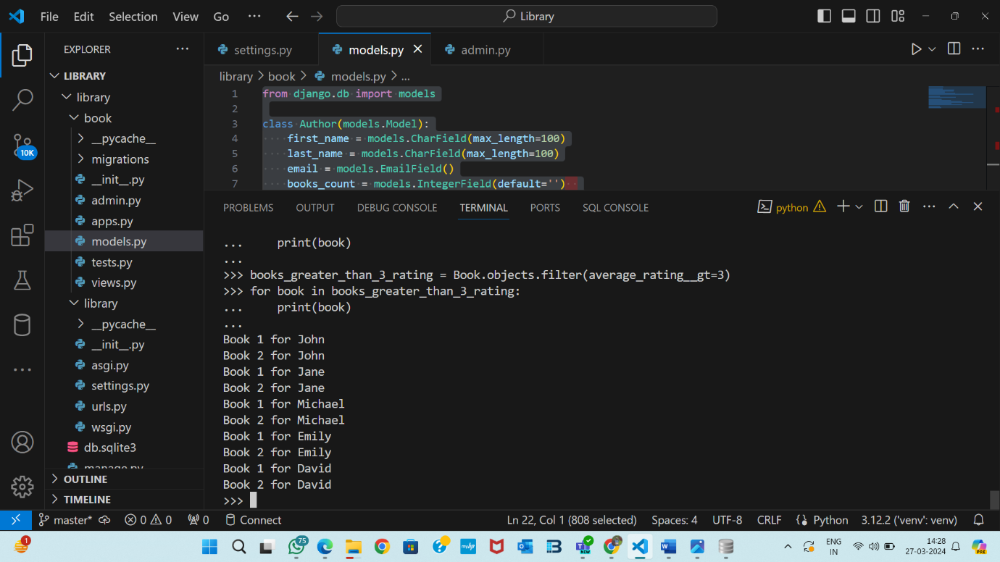 File Edit Selection View Go ... Library
EXPLORER ...
settings.py models.py admin.py
LIBRARY
library
book
__pycache__
migrations
__init__.py
admin.py
apps.py
models.py
tests.py
views.py
library
__pycache__
__init__.py
asgi.py
settings.py
urls.py
wsgi.py
db.sqlite3
manage.py
OUTLINE
TIMELINE
10K
library > book > models.py > ...
1 from django.db import models
2
3 class Author(models.Model):
4 first_name = models.CharField(max_length=100)
5 last_name = models.CharField(max_length=100)
6 email = models.EmailField()
7 books_count = models.IntegerField(default='')
PROBLEMS OUTPUT DEBUG CONSOLE TERMINAL PORTS SQL CONSOLE python
... print(book)
...
>>> books_greater_than_3_rating = Book.objects.filter(average_rating__gt=3)
>>> for book in books_greater_than_3_rating:
... print(book)
...
Book 1 for John
Book 2 for John
Book 1 for Jane
Book 2 for Jane
Book 1 for Michael
Book 2 for Michael
Book 1 for Emily
Book 2 for Emily
Book 1 for David
Book 2 for David
>>>
master* 0 0 0 Connect Ln 22, Col 1 (808 selected) Spaces: 4 UTF-8 CRLF Python 3.12.2 ('venv': venv)
1 75 myhp NEW ENG 14:28 PRE
IN 27-03-2024